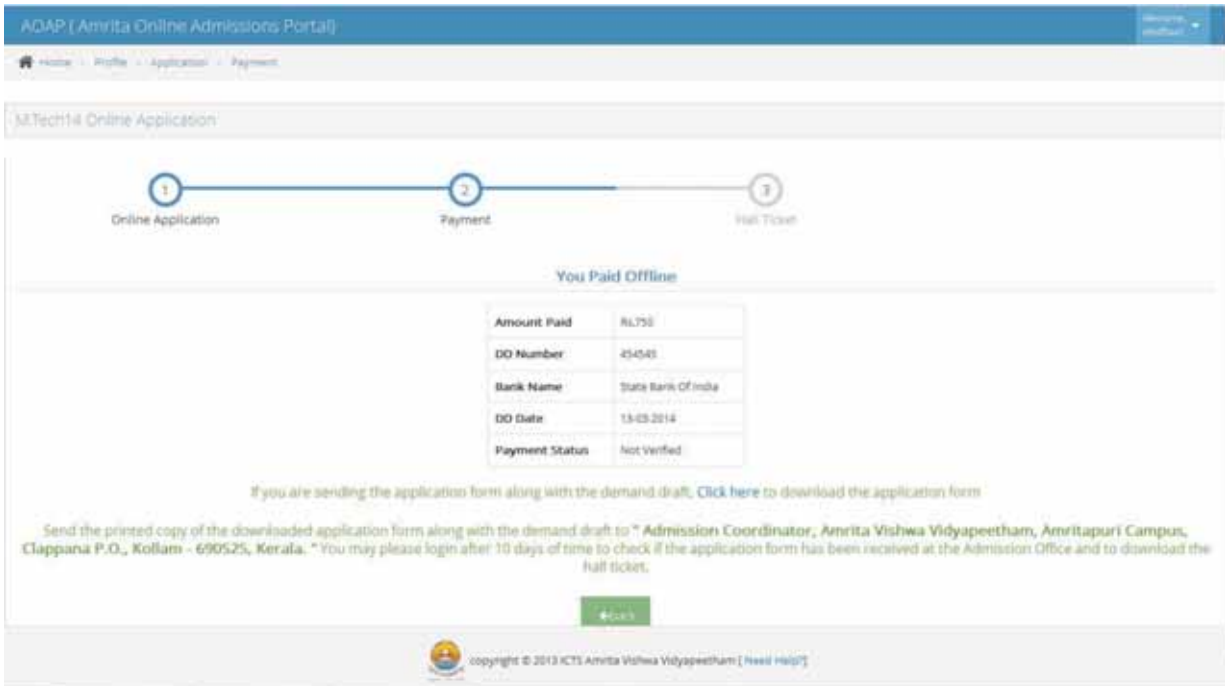 AOAP ( Amrita Online Admissions Portal)
Welcome,
Home Profile Application Payment
M.Tech14 Online Application
1 2 3
Online Application Payment Hall Ticket
You Paid Offline
Amount Paid Rs.750
DD Number 454545
Bank Name State Bank Of India
DD Date 13-03-2014
Payment Status Not Verified
If you are sending the application form along with the demand draft, Click here to download the application form
Send the printed copy of the downloaded application form along with the demand draft to " Admission Coordinator, Amrita Vishwa Vidyapeetham, Amritapuri Campus,
Clappana P.O., Kollam - 690525, Kerala. " You may please login after 10 days of time to check if the application form has been received at the Admission Office and to download the
hall ticket.
Back
copyright © 2013 ICTS Amrita Vishwa Vidyapeetham [ Need Help?]